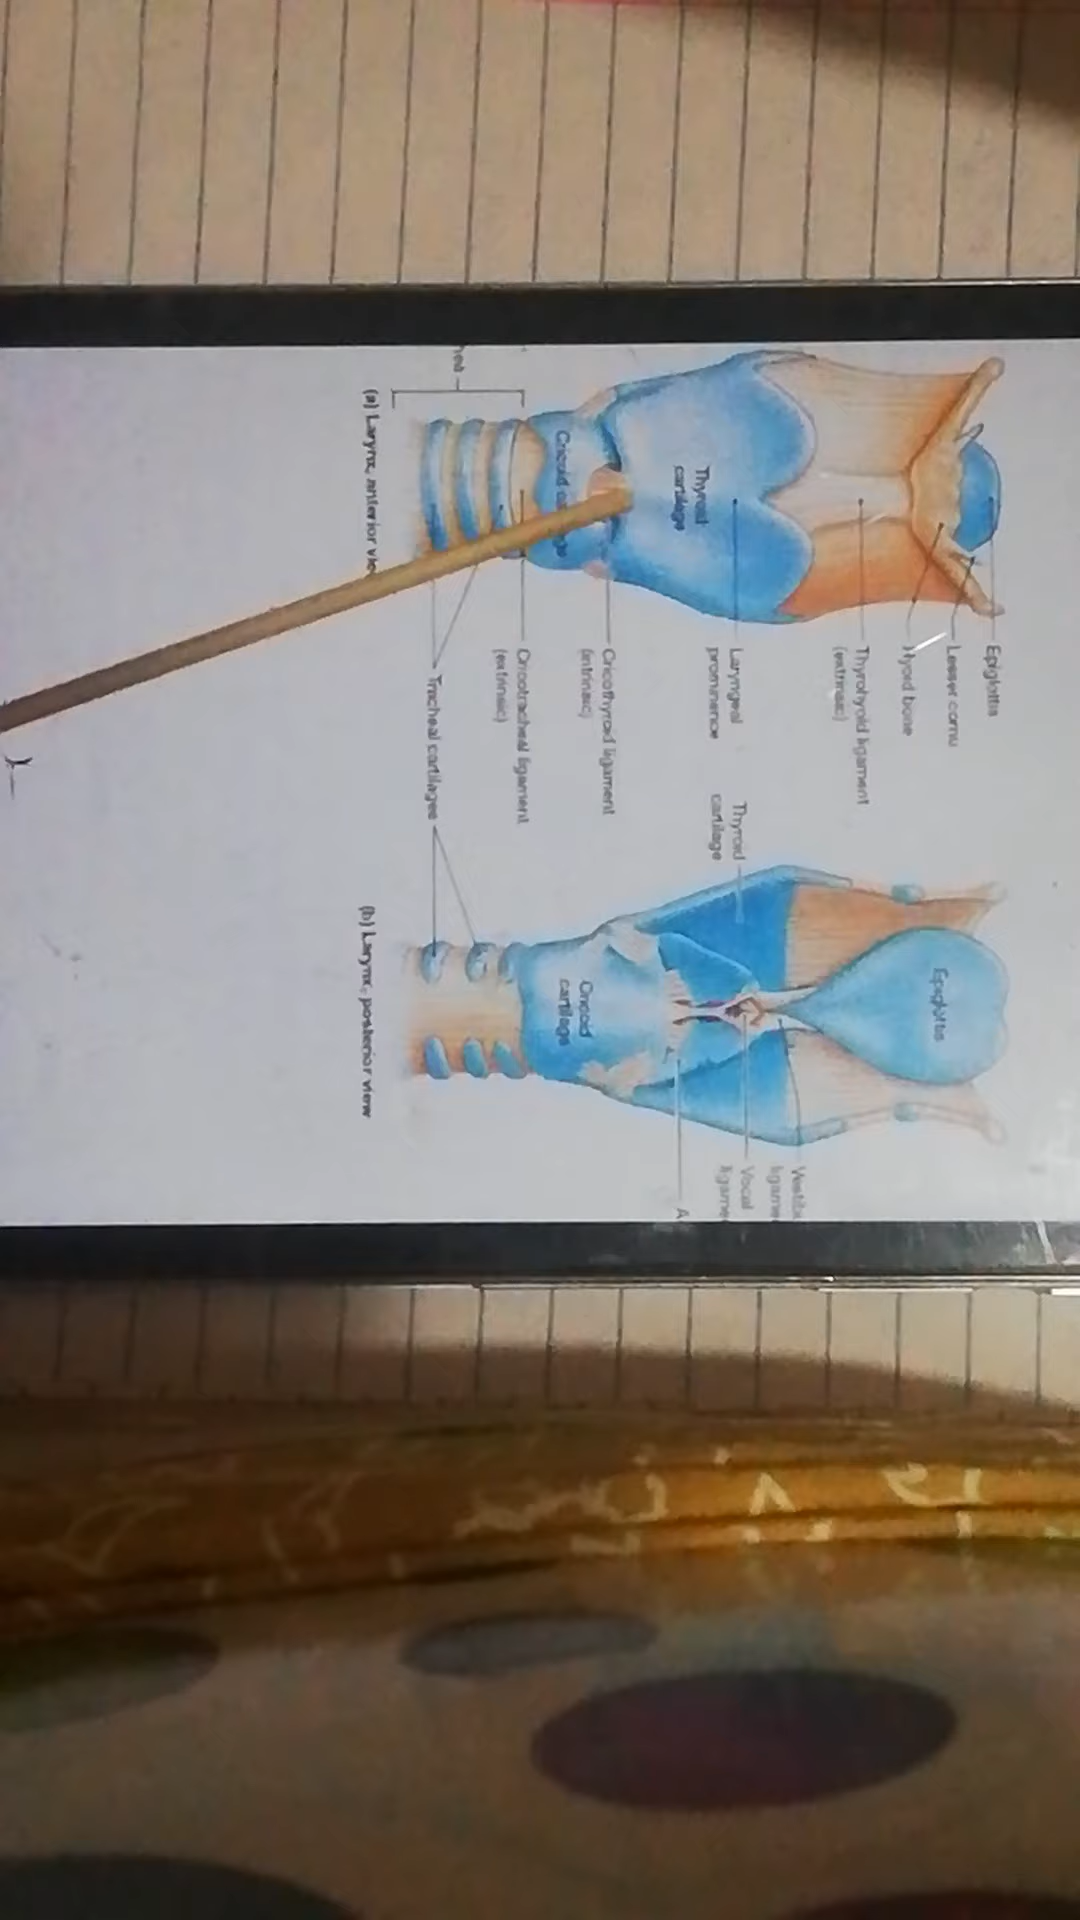 Epiglottis
Lesser cornu
Hyoid bone
Thyrohyoid ligament
(extrinsic)
Laryngeal
prominence
Thyroid
cartilage
Cricothyroid ligament
(intrinsic)
Cricoid
Cricotracheal ligament
(extrinsic)
Tracheal cartilages
(a) Larynx, anterior
Epiglottis
Thyroid
cartilage
Vocal
Cricoid
cartilage
(b) Larynx, posterior view